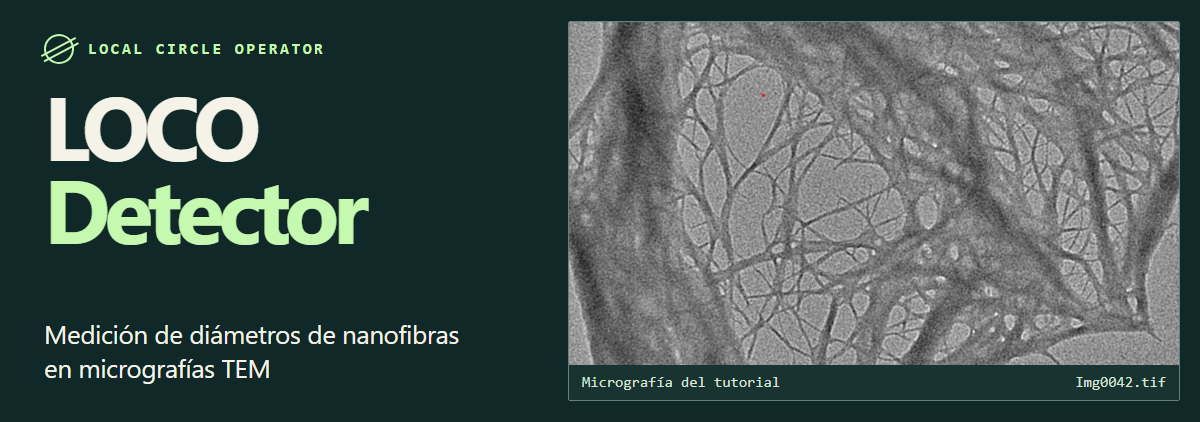 LOCAL CIRCLE OPERATOR
LOCO
Detector
Medición de diámetros de nanofibras
en micrografías TEM
Micrografía del tutorial
Img0042.tif